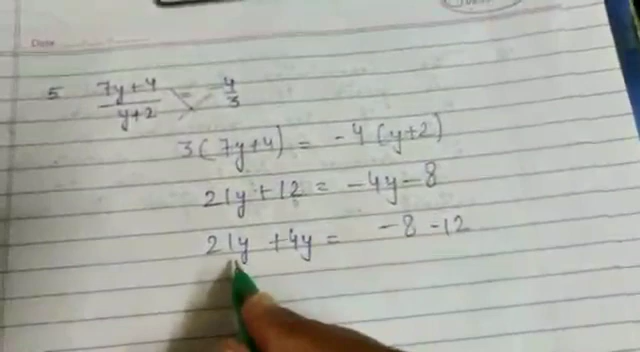 Date
5 (7y+4)/(y+2) = -4/3
3(7y+4) = -4(y+2)
21y+12 = -4y-8
21y +4y = -8 -12